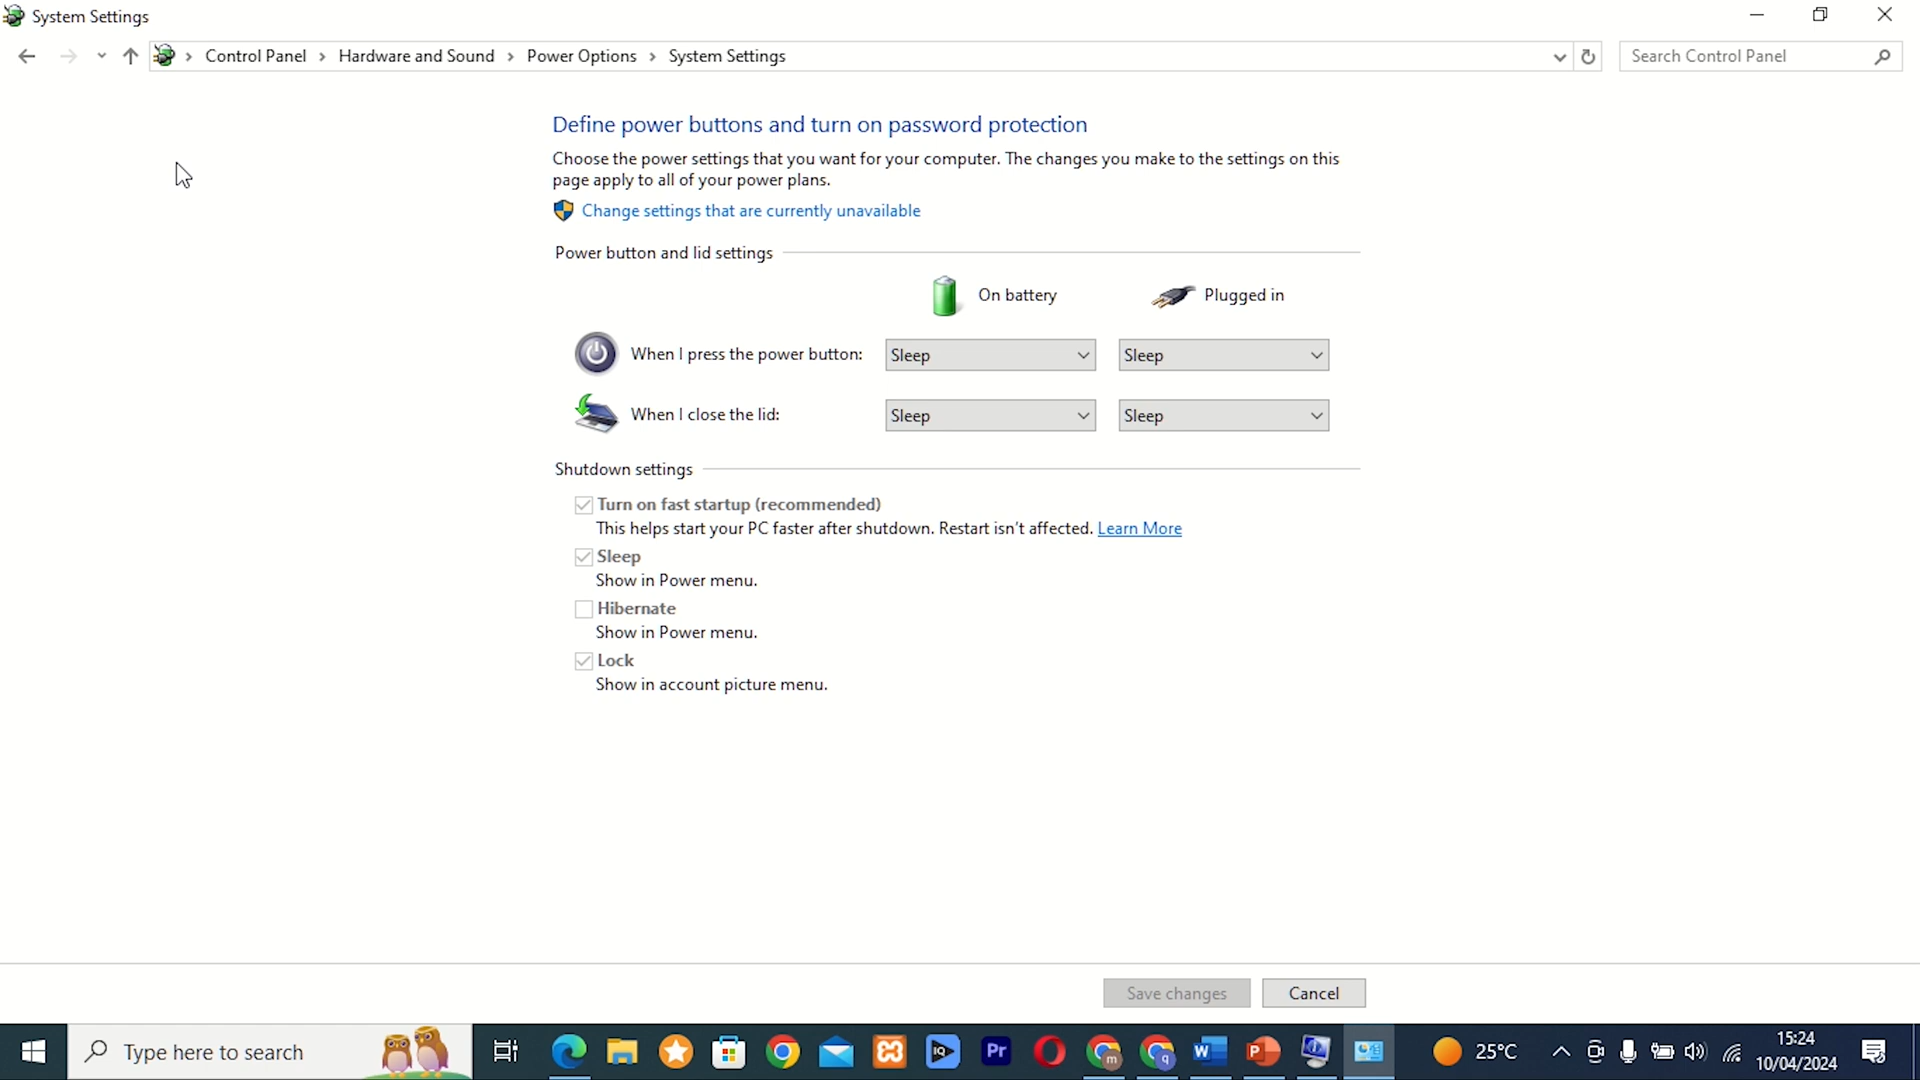 System Settings
Control Panel > Hardware and Sound > Power Options > System Settings
Search Control Panel
Define power buttons and turn on password protection
Choose the power settings that you want for your computer. The changes you make to the settings on this
page apply to all of your power plans.
Change settings that are currently unavailable
Power button and lid settings
On battery
Plugged in
When I press the power button:
Sleep
Sleep
When I close the lid:
Sleep
Sleep
Shutdown settings
Turn on fast startup (recommended)
This helps start your PC faster after shutdown. Restart isn't affected. Learn More
Sleep
Show in Power menu.
Hibernate
Show in Power menu.
Lock
Show in account picture menu.
Save changes
Cancel
Type here to search
IQ
Pr
m
q
W
P
25°C
15:24
10/04/2024